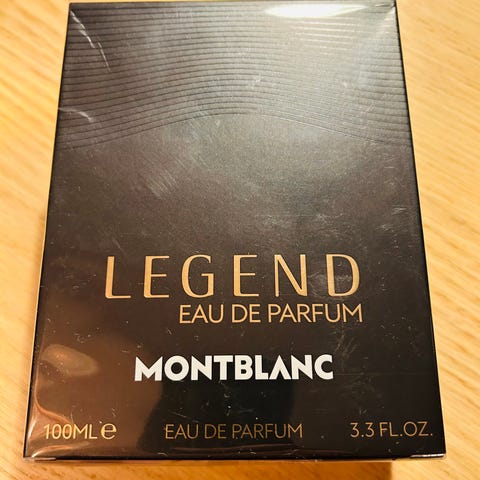 LEGEND
EAU DE PARFUM
MONTBLANC
100ML ℮ EAU DE PARFUM 3.3 FL.OZ.